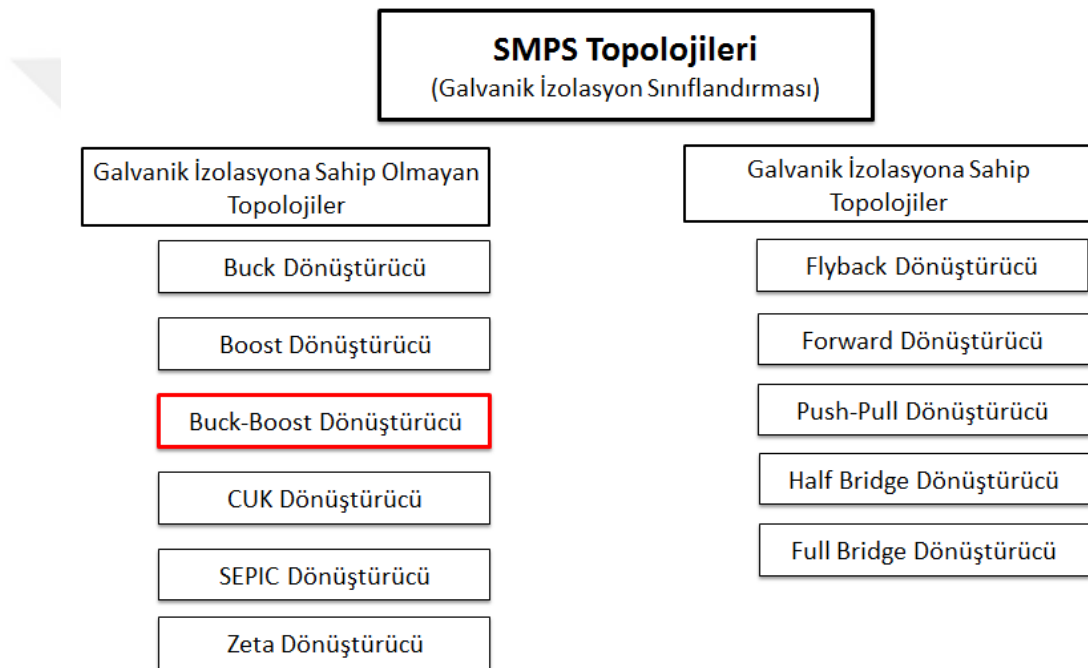 SMPS Topolojileri
(Galvanik İzolasyon Sınıflandırması)
Galvanik İzolasyona Sahip Olmayan
Topolojiler
Buck Dönüştürücü
Boost Dönüştürücü
Buck-Boost Dönüştürücü
CUK Dönüştürücü
SEPIC Dönüştürücü
Zeta Dönüştürücü
Galvanik İzolasyona Sahip
Topolojiler
Flyback Dönüştürücü
Forward Dönüştürücü
Push-Pull Dönüştürücü
Half Bridge Dönüştürücü
Full Bridge Dönüştürücü